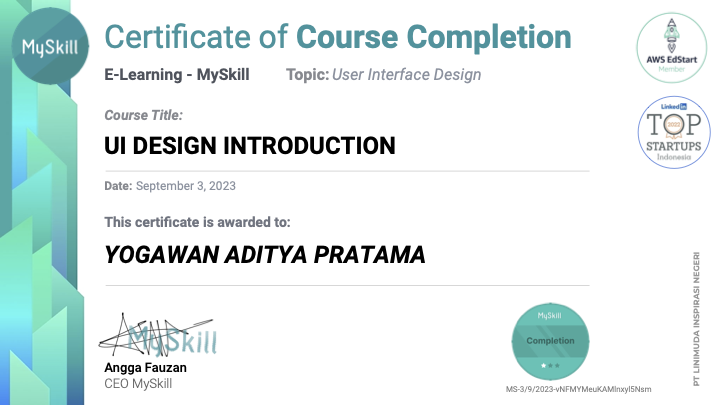 MySkill
Certificate of Course Completion
AWS EdStart
Member
E-Learning - MySkill Topic: User Interface Design
Course Title:
UI DESIGN INTRODUCTION
LinkedIn
TOP
2022
STARTUPS
Indonesia
Date: September 3, 2023
This certificate is awarded to:
YOGAWAN ADITYA PRATAMA
MySkill
Angga Fauzan
CEO MySkill
MySkill
Completion
MS-3/9/2023-vNFMYMeuKAMlnxyl5Nsm
PT LINIMUDA INSPIRASI NEGERI